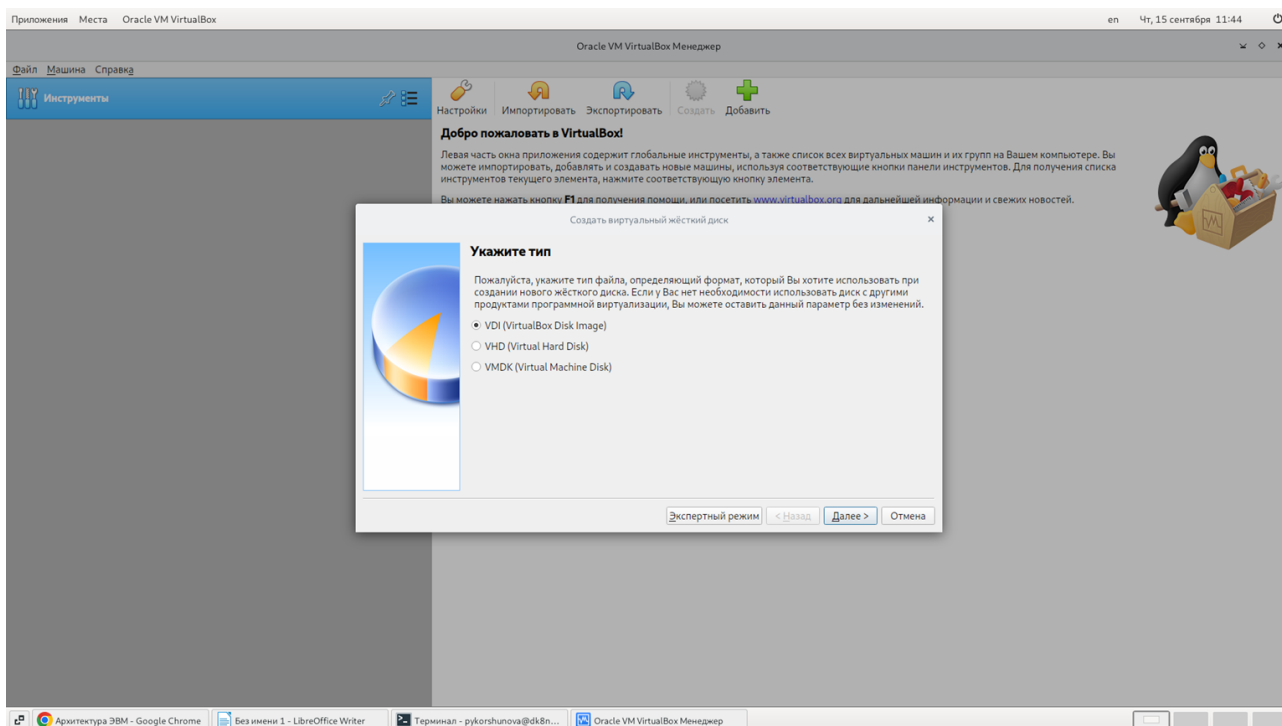 Приложения Места Oracle VM VirtualBox en Чт, 15 сентября 11:44
Oracle VM VirtualBox Менеджер
Файл Машина Справка
Инструменты
Настройки Импортировать Экспортировать Создать Добавить
Добро пожаловать в VirtualBox!
Левая часть окна приложения содержит глобальные инструменты, а также список всех виртуальных машин и их групп на Вашем компьютере. Вы
можете импортировать, добавлять и создавать новые машины, используя соответствующие кнопки панели инструментов. Для получения списка
инструментов текущего элемента, нажмите соответствующую кнопку элемента.
Вы можете нажать кнопку F1 для получения помощи, или посетить www.virtualbox.org для дальнейшей информации и свежих новостей.
Создать виртуальный жёсткий диск
Укажите тип
Пожалуйста, укажите тип файла, определяющий формат, который Вы хотите использовать при
создании нового жёсткого диска. Если у Вас нет необходимости использовать диск с другими
продуктами программной виртуализации, Вы можете оставить данный параметр без изменений.
VDI (VirtualBox Disk Image)
VHD (Virtual Hard Disk)
VMDK (Virtual Machine Disk)
Экспертный режим < Назад Далее > Отмена
Архитектура ЭВМ - Google Chrome Без имени 1 - LibreOffice Writer Терминал - pykorshunova@dk8n... Oracle VM VirtualBox Менеджер